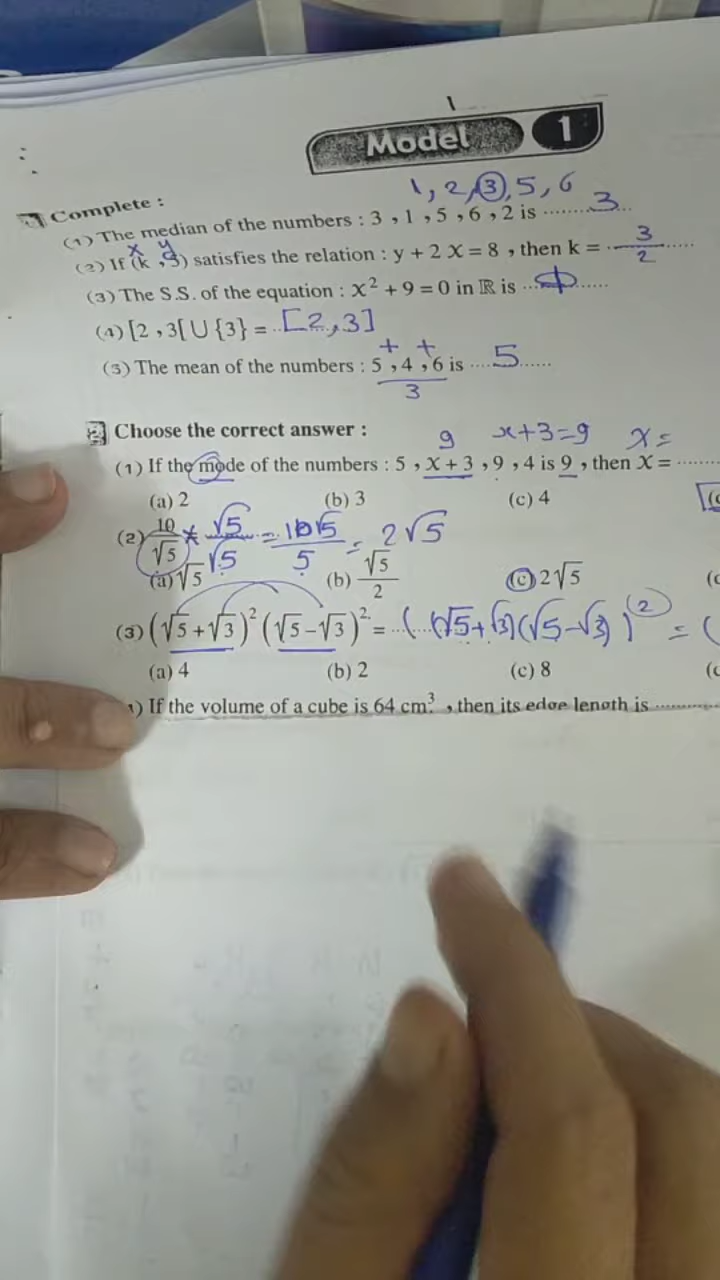 Model 1
1, 2, 3, 5, 6
Complete :
(1) The median of the numbers : 3 , 1 , 5 , 6 , 2 is ........3...
x y
(2) If (k , 3) satisfies the relation : y + 2 X = 8 , then k = .. 5/2 .....
(3) The S.S. of the equation : x² + 9 = 0 in ℝ is ...ϕ......
(4) [2 , 3[ ∪ {3} = ..[2,3]
+ +
(5) The mean of the numbers : 5 , 4 , 6 is ....5......
3
2 Choose the correct answer :
9 x+3=9 x=
(1) If the mode of the numbers : 5 , X + 3 , 9 , 4 is 9 , then X = ........
(a) 2 (b) 3 (c) 4
(2) 10/√5 × √5/√5 = 10√5/5 = 2√5
(a) √5 (b) √5/2 (c) 2√5
(3) (√5 + √3)² (√5 − √3)² = ...((√5+√3)(√5−√3))² = (
(a) 4 (b) 2 (c) 8
) If the volume of a cube is 64 cm³. , then its edge length is ..........